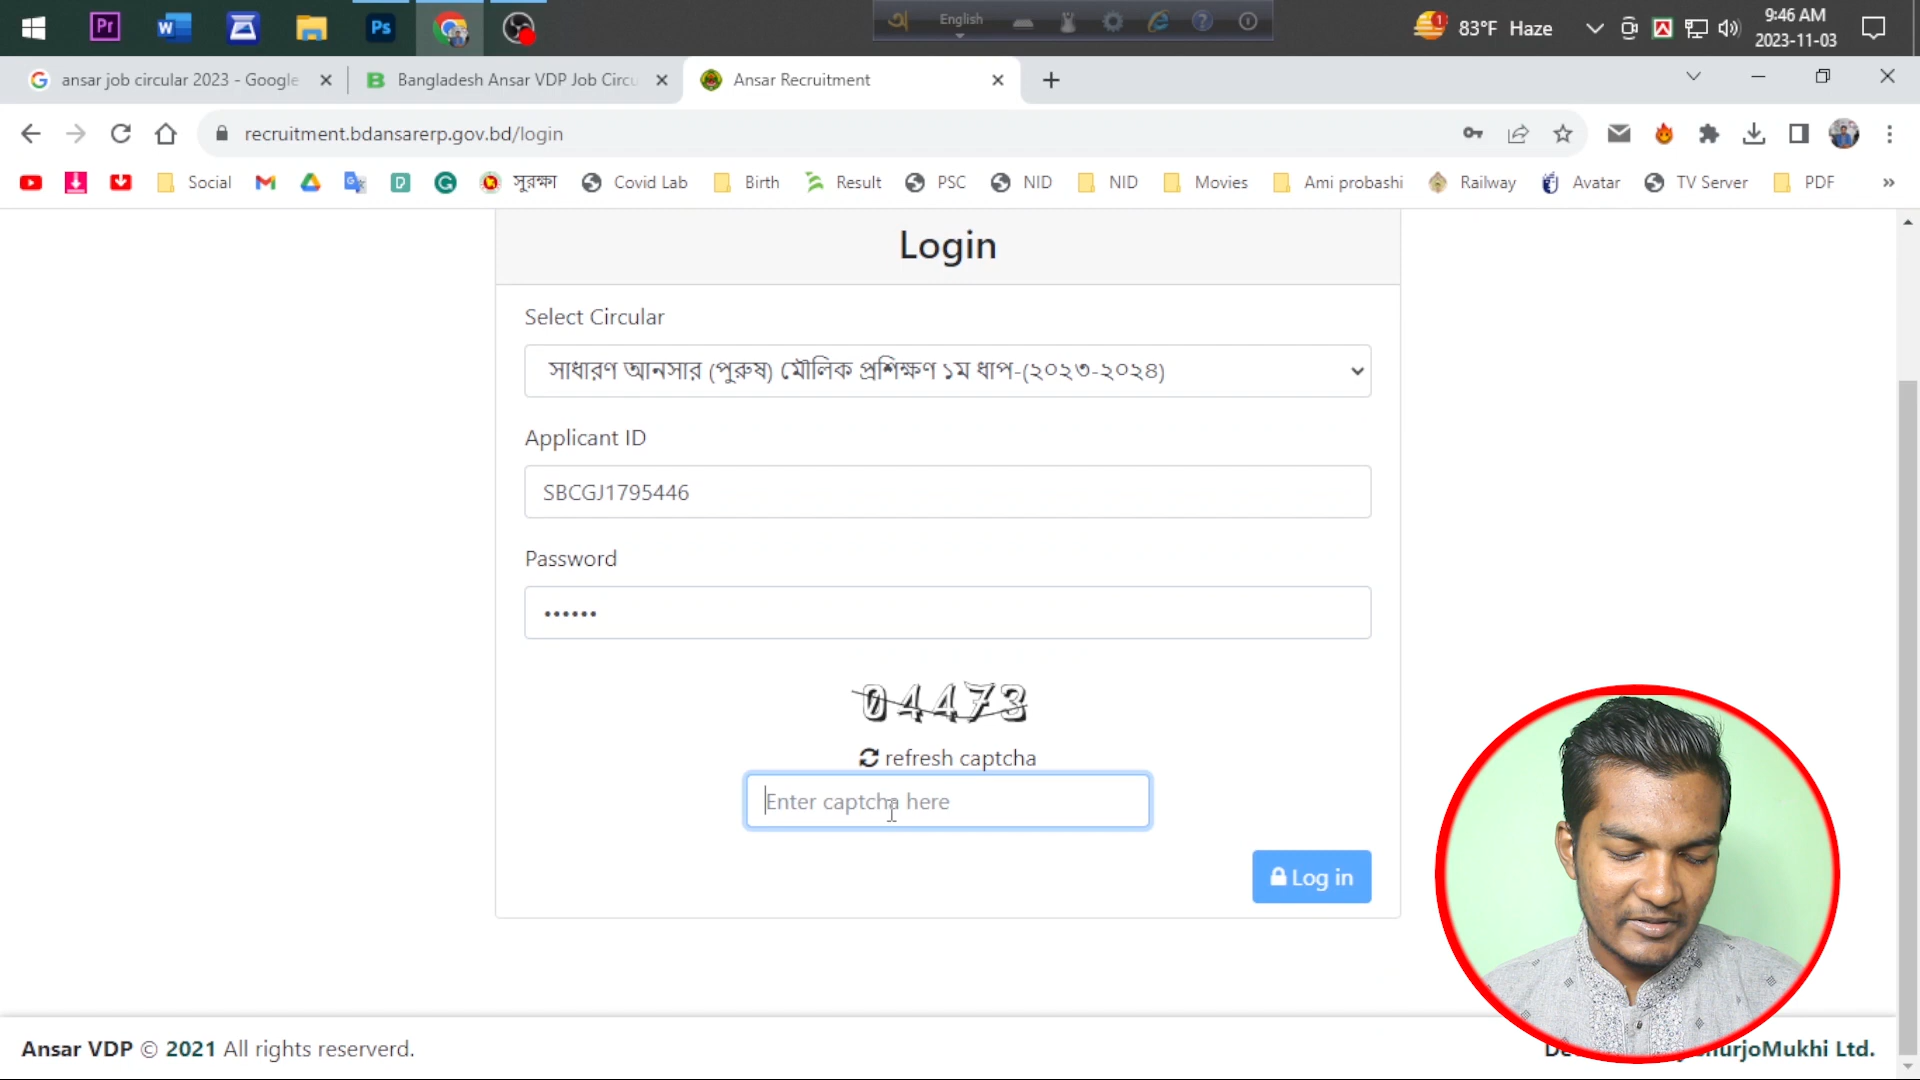 Pr
W
Ps
English
83°F Haze
9:46 AM
2023-11-03
ansar job circular 2023 - Google
Bangladesh Ansar VDP Job Circu
Ansar Recruitment
recruitment.bdansarerp.gov.bd/login
Social
সুরক্ষা
Covid Lab
Birth
Result
PSC
NID
NID
Movies
Ami probashi
Railway
Avatar
TV Server
PDF
Login
Select Circular
সাধারণ আনসার (পুরুষ) মৌলিক প্রশিক্ষণ ১ম ধাপ-(২০২৩-২০২৪)
Applicant ID
SBCGJ1795446
Password
••••••
04473
refresh captcha
Enter captcha here
Log in
Ansar VDP © 2021 All rights reserverd.
urjoMukhi Ltd.